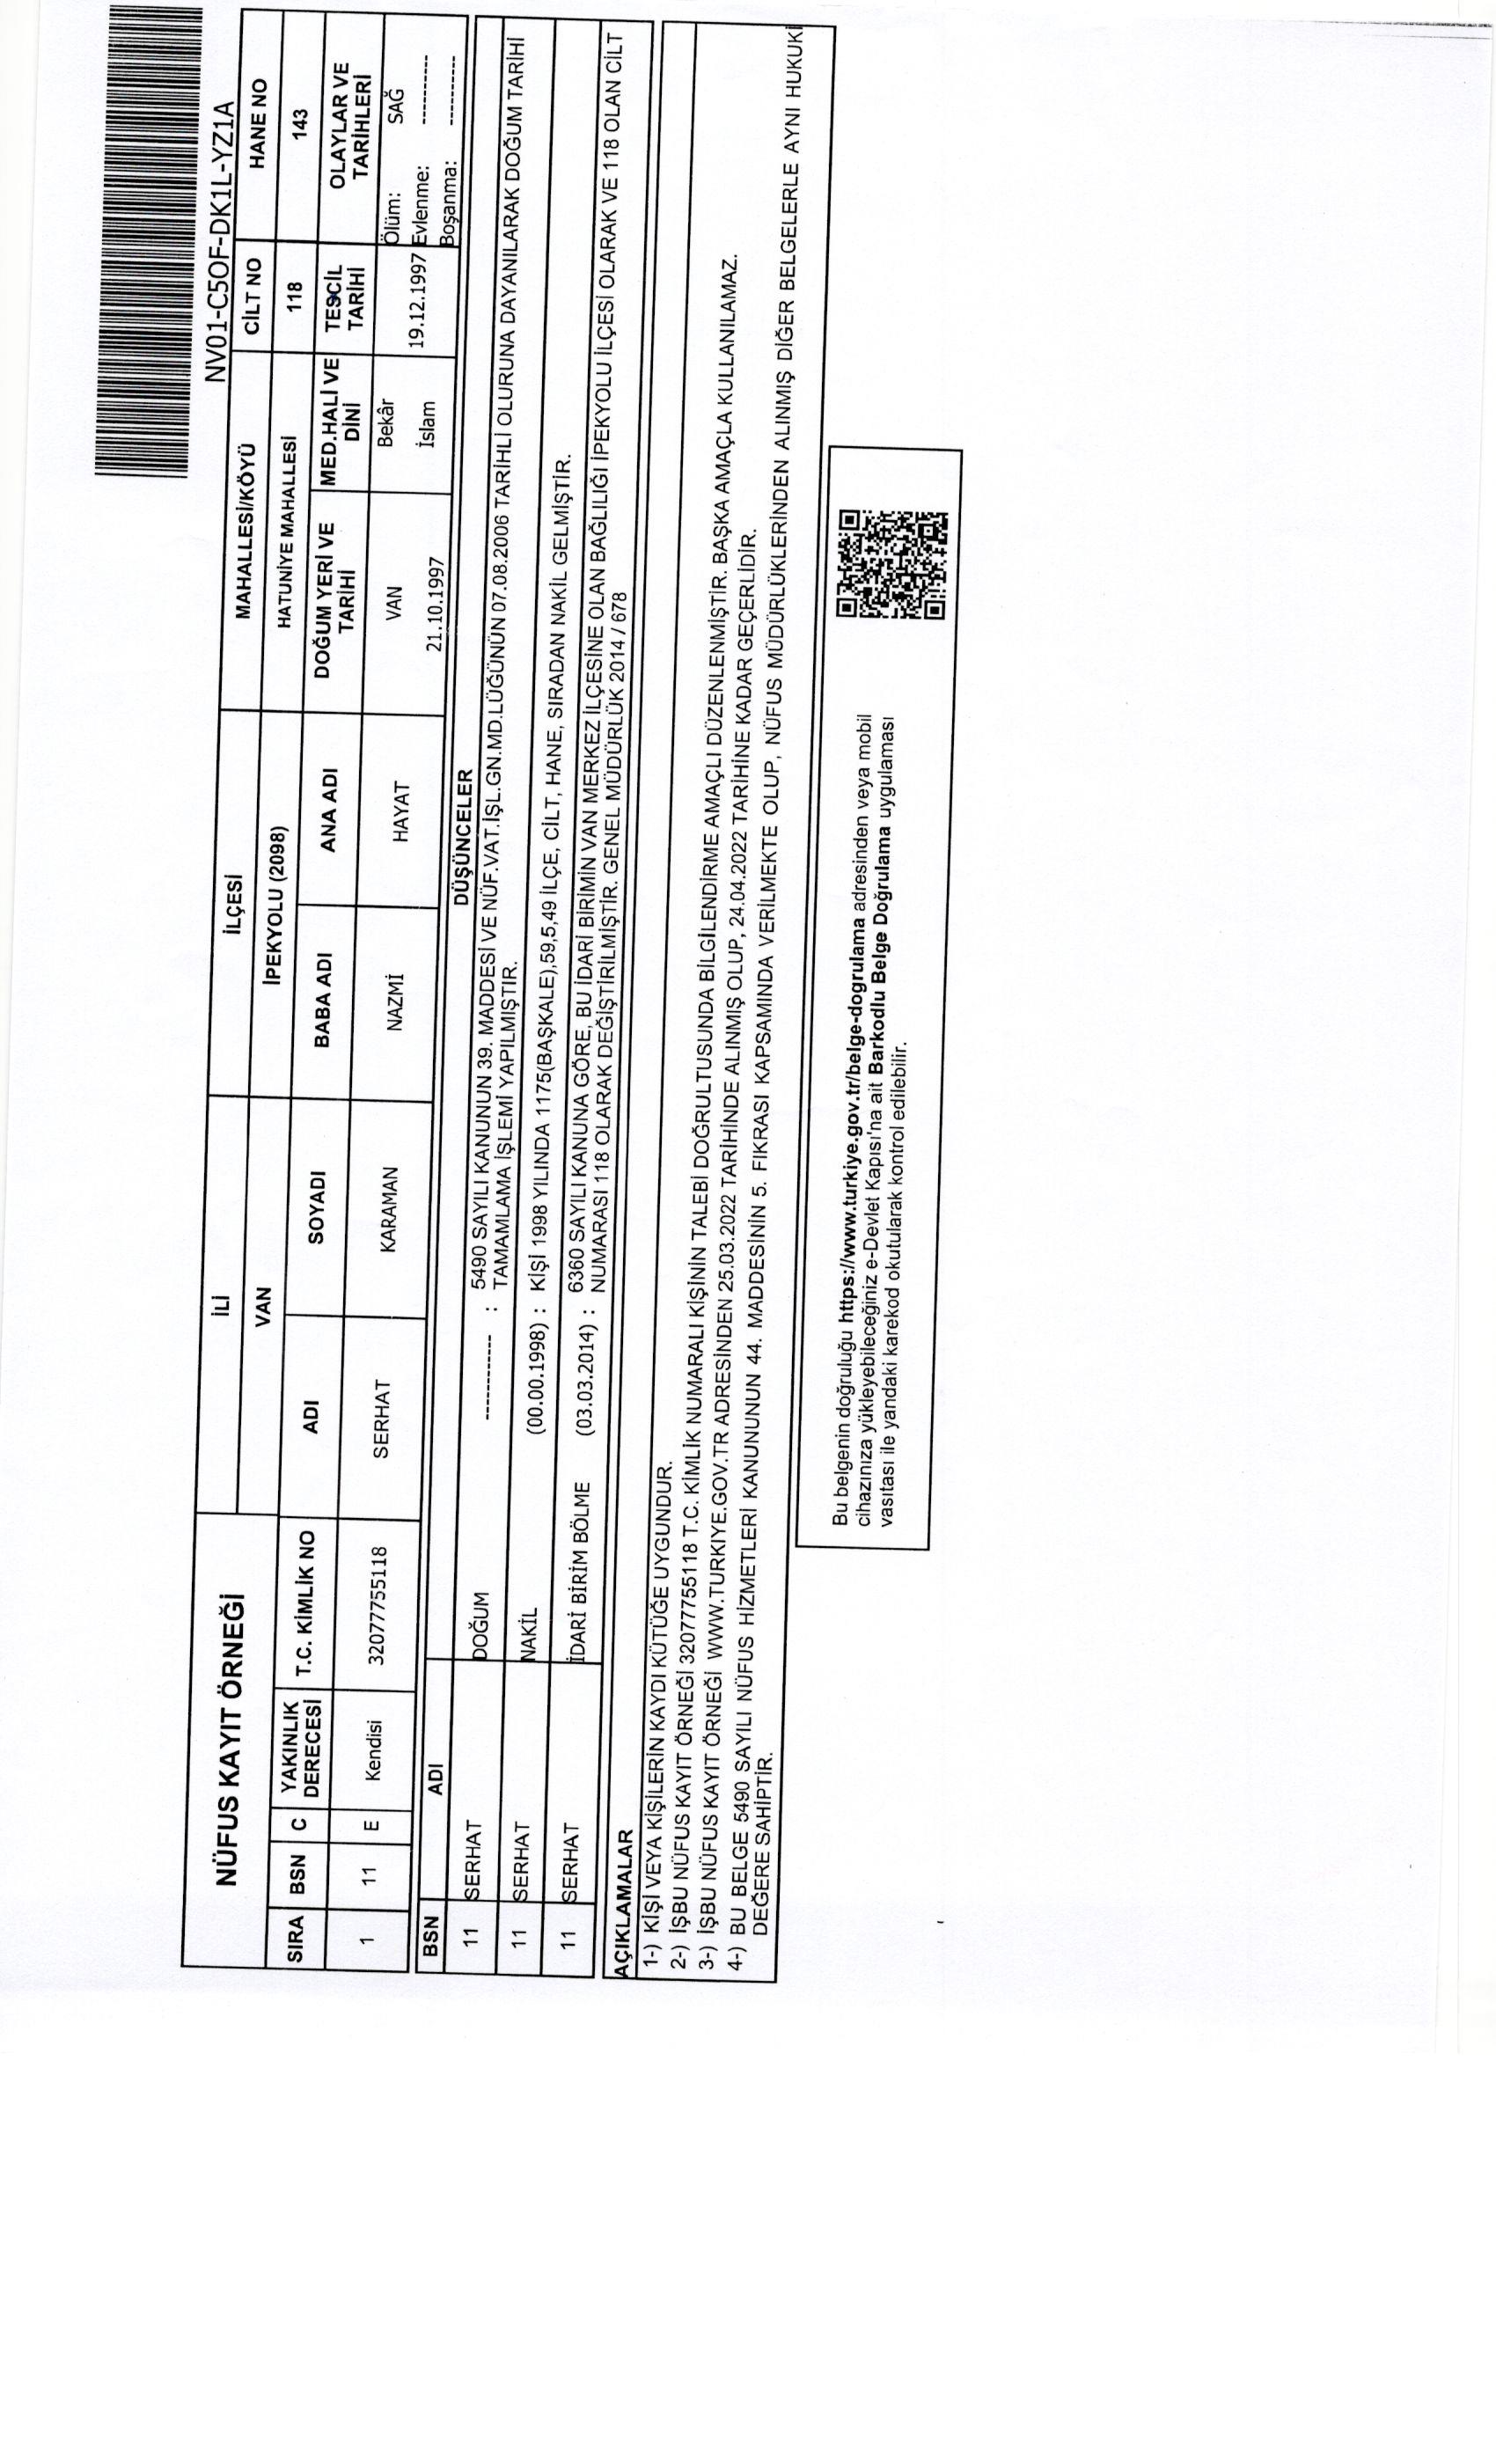 NV01-C5OF-DK1L-YZ1A
NÜFUS KAYIT ÖRNEĞİ
İLİ İLÇESİ MAHALLESİ/KÖYÜ CİLT NO HANE NO
VAN İPEKYOLU (2098) HATUNİYE MAHALLESİ 118 143
SIRA BSN C YAKINLIK DERECESİ T.C. KİMLİK NO ADI SOYADI BABA ADI ANA ADI DOĞUM YERİ VE TARİHİ MED.HALİ VE DİNİ TESCİL TARİHİ OLAYLAR VE TARİHLERİ
1 11 E Kendisi 32077755118 SERHAT KARAMAN NAZMİ HAYAT VAN 21.10.1997 Bekâr İslam 19.12.1997 Ölüm: SAĞ
Evlenme: ----------
Boşanma: ----------
BSN ADI DÜŞÜNCELER
11 SERHAT DOĞUM ----------- : 5490 SAYILI KANUNUN 39. MADDESİ VE NÜF.VAT.İŞL.GN.MD.LÜĞÜNÜN 07.08.2006 TARİHLİ OLURUNA DAYANILARAK DOĞUM TARİHİ
TAMAMLAMA İŞLEMİ YAPILMIŞTIR.
11 SERHAT NAKİL (00.00.1998) : KİŞİ 1998 YILINDA 1175(BAŞKALE),59,5,49 İLÇE, CİLT, HANE, SIRADAN NAKİL GELMİŞTİR.
11 SERHAT İDARİ BİRİM BÖLME (03.03.2014) : 6360 SAYILI KANUNA GÖRE, BU İDARİ BİRİMİN VAN MERKEZ İLÇESİNE OLAN BAĞLILIĞI İPEKYOLU İLÇESİ OLARAK VE 118 OLAN CİLT
NUMARASI 118 OLARAK DEĞİŞTİRİLMİŞTİR. GENEL MÜDÜRLÜK 2014 / 678
AÇIKLAMALAR
1-) KİŞİ VEYA KİŞİLERİN KAYDI KÜTÜĞE UYGUNDUR.
2-) İŞBU NÜFUS KAYIT ÖRNEĞİ 32077755118 T.C. KİMLİK NUMARALI KİŞİNİN TALEBİ DOĞRULTUSUNDA BİLGİLENDİRME AMAÇLI DÜZENLENMİŞTİR. BAŞKA AMAÇLA KULLANILAMAZ.
3-) İŞBU NÜFUS KAYIT ÖRNEĞİ WWW.TURKIYE.GOV.TR ADRESİNDEN 25.03.2022 TARİHİNDE ALINMIŞ OLUP, 24.04.2022 TARİHİNE KADAR GEÇERLİDİR.
4-) BU BELGE 5490 SAYILI NÜFUS HİZMETLERİ KANUNUNUN 44. MADDESİNİN 5. FIKRASI KAPSAMINDA VERİLMEKTE OLUP, NÜFUS MÜDÜRLÜKLERİNDEN ALINMIŞ DİĞER BELGELERLE AYNI HUKUKİ
DEĞERE SAHİPTİR.
Bu belgenin doğruluğu https://www.turkiye.gov.tr/belge-dogrulama adresinden veya mobil
cihazınıza yükleyebileceğiniz e-Devlet Kapısı'na ait Barkodlu Belge Doğrulama uygulaması
vasıtası ile yandaki karekod okutularak kontrol edilebilir.